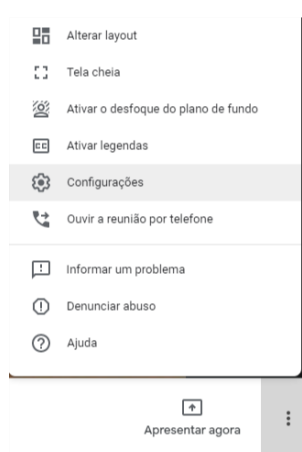 Alterar layout
Tela cheia
Ativar o desfoque do plano de fundo
Ativar legendas
Configurações
Ouvir a reunião por telefone
Informar um problema
Denunciar abuso
Ajuda
Apresentar agora